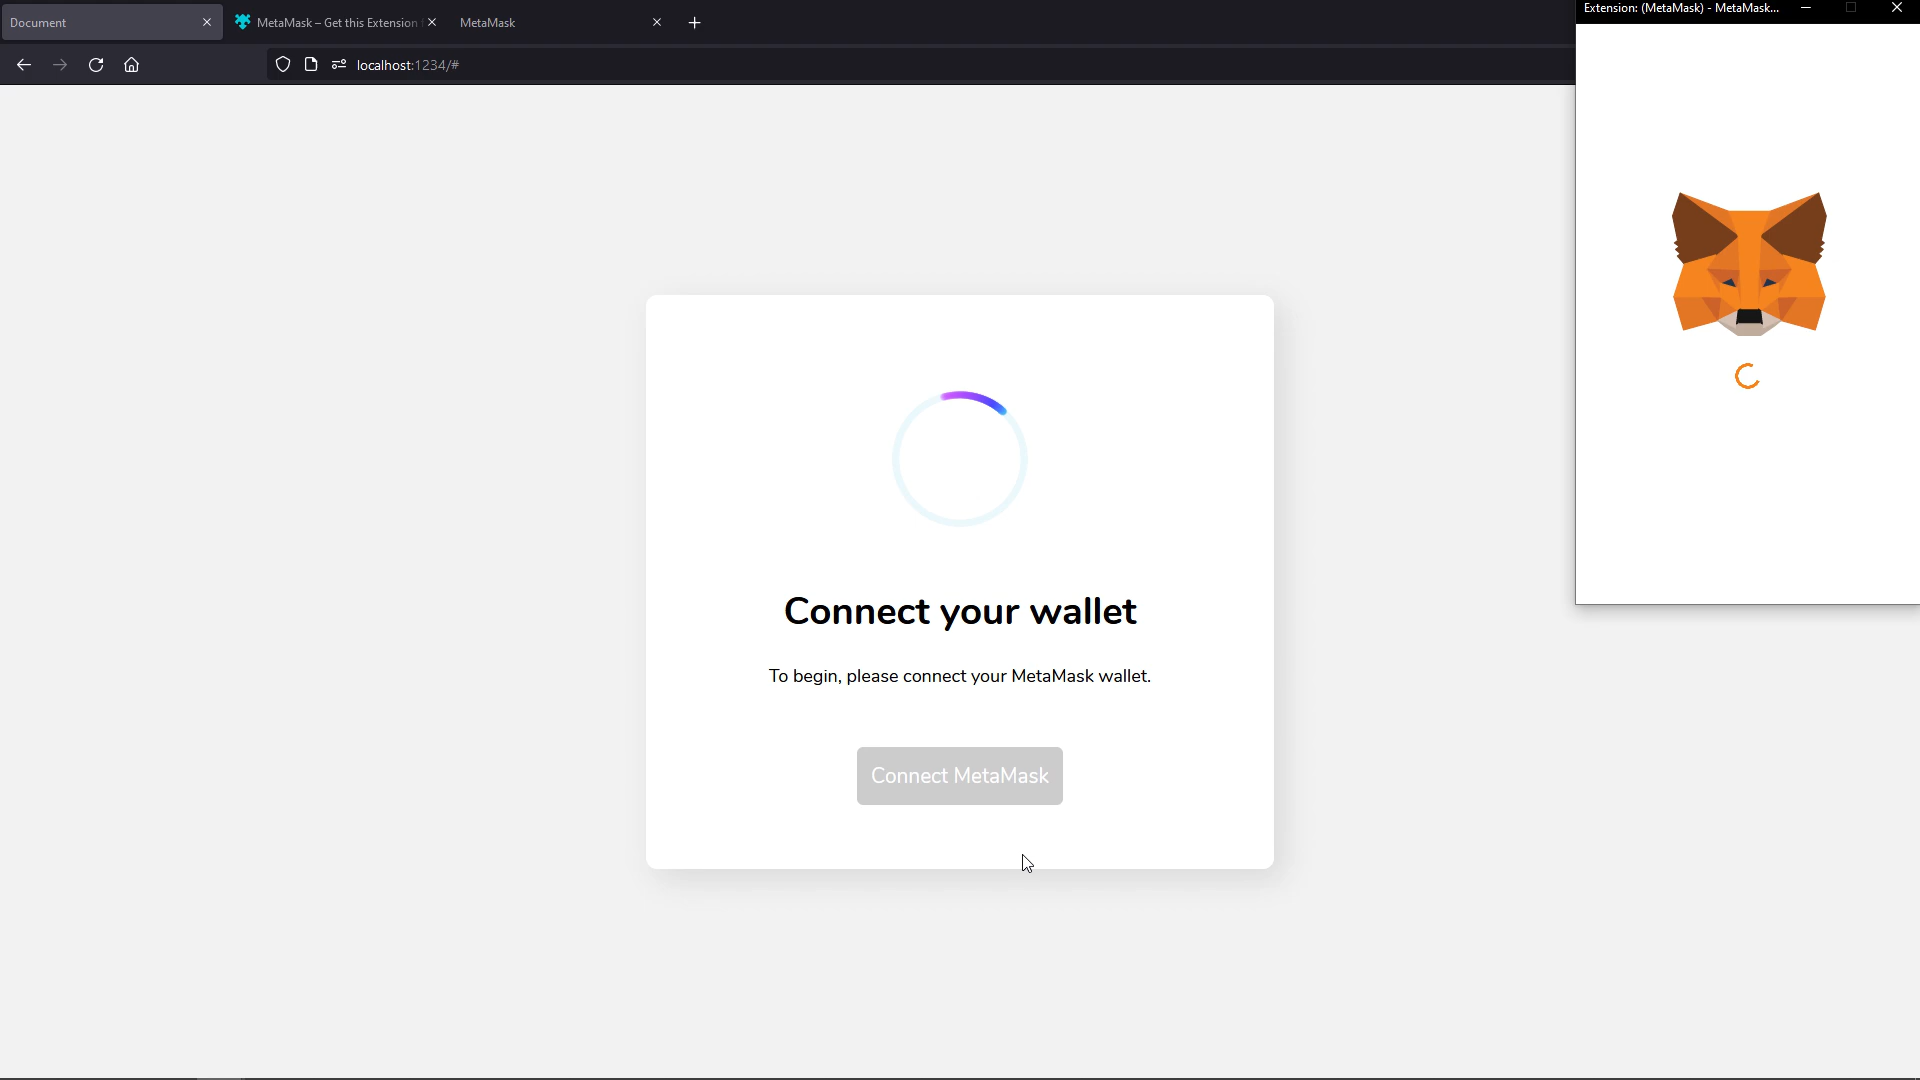 Document
MetaMask – Get this Extension
MetaMask
Extension: (MetaMask) - MetaMask...
localhost:1234/#
Connect your wallet
To begin, please connect your MetaMask wallet.
Connect MetaMask